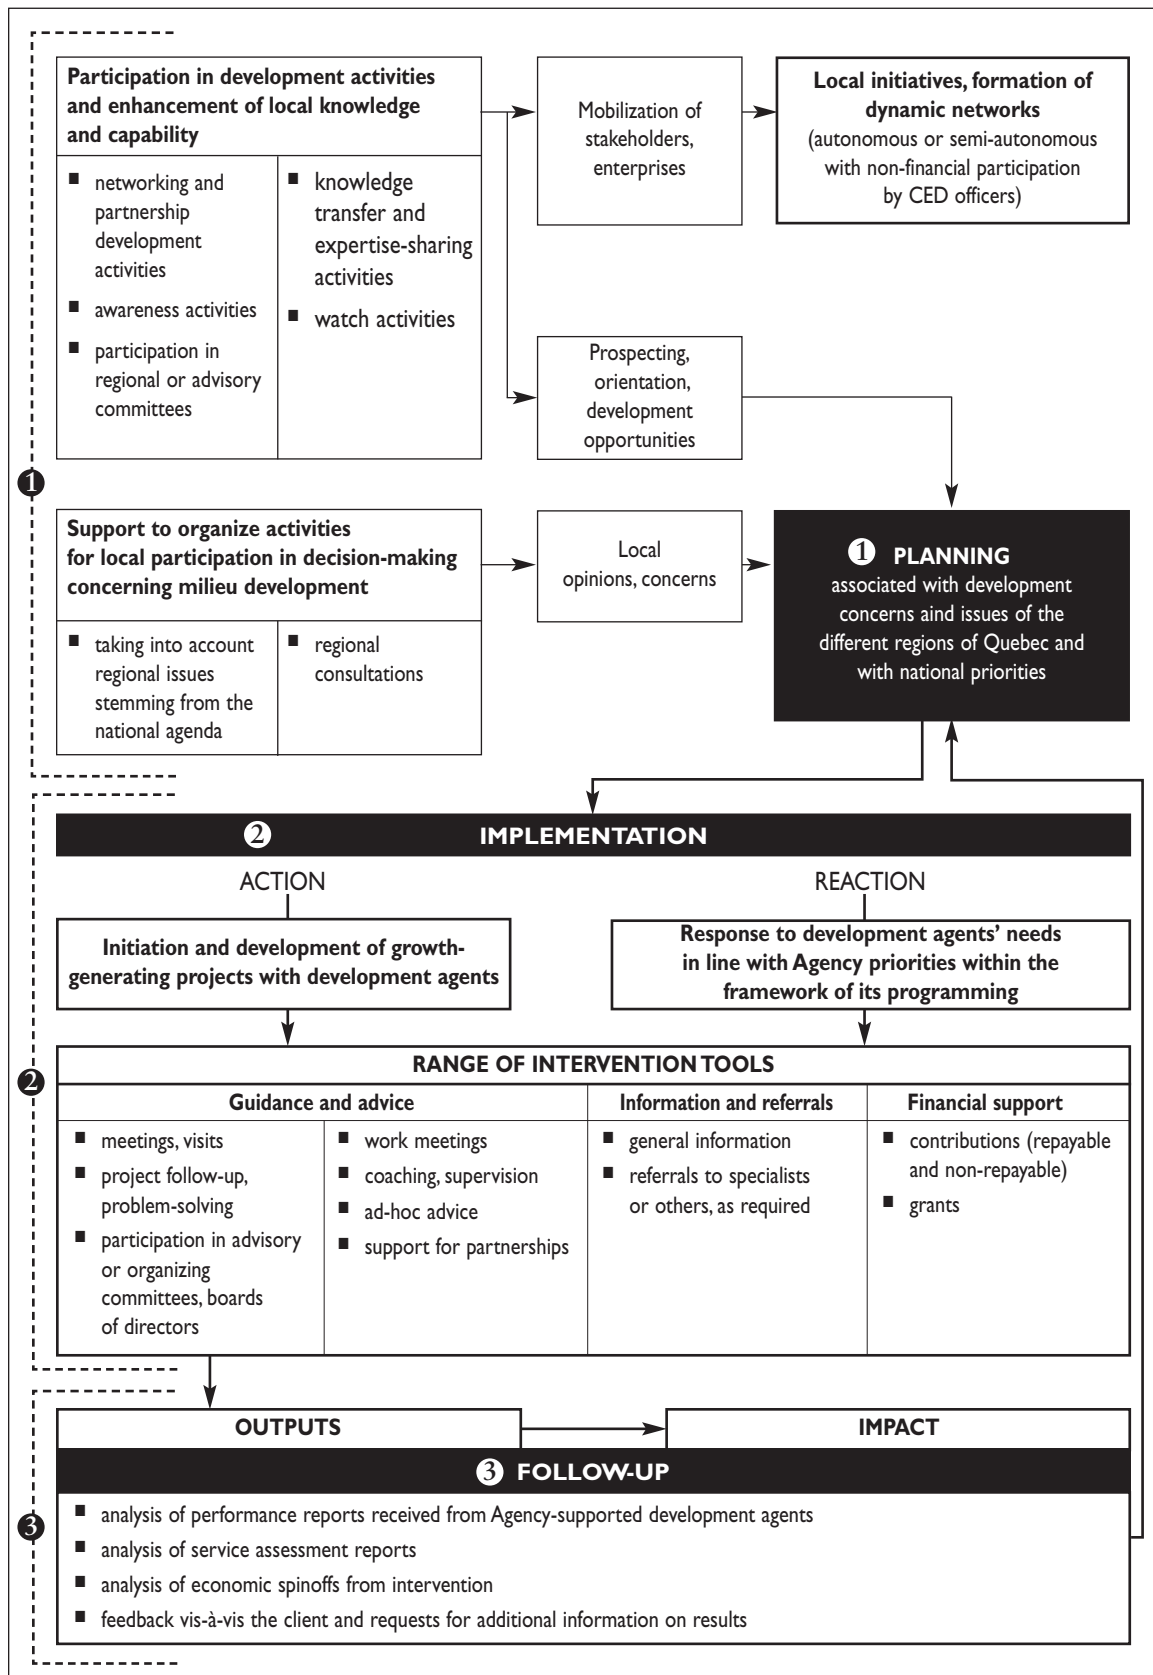 Participation in development activities
and enhancement of local knowledge
and capability
■ networking and
partnership
development
activities
■ awareness activities
■ participation in
regional or advisory
committees
■ knowledge
transfer and
expertise-sharing
activities
■ watch activities
Mobilization of
stakeholders,
enterprises
Local initiatives, formation of
dynamic networks
(autonomous or semi-autonomous
with non-financial participation
by CED officers)
Prospecting,
orientation,
development
opportunities
1
Support to organize activities
for local participation in decision-making
concerning milieu development
■ taking into account
regional issues
stemming from the
national agenda
■ regional
consultations
Local
opinions, concerns
1 PLANNING
associated with development
concerns aind issues of the
different regions of Quebec and
with national priorities
2 IMPLEMENTATION
ACTION
REACTION
Initiation and development of growth-
generating projects with development agents
Response to development agents’ needs
in line with Agency priorities within the
framework of its programming
2
RANGE OF INTERVENTION TOOLS
Guidance and advice
■ meetings, visits
■ project follow-up,
problem-solving
■ participation in advisory
or organizing
committees, boards
of directors
■ work meetings
■ coaching, supervision
■ ad-hoc advice
■ support for partnerships
Information and referrals
■ general information
■ referrals to specialists
or others, as required
Financial support
■ contributions (repayable
and non-repayable)
■ grants
OUTPUTS
IMPACT
3 FOLLOW-UP
3
■ analysis of performance reports received from Agency-supported development agents
■ analysis of service assessment reports
■ analysis of economic spinoffs from intervention
■ feedback vis-à-vis the client and requests for additional information on results